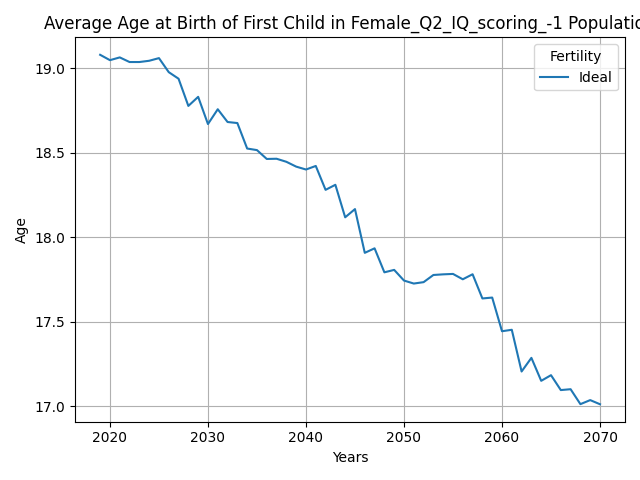 Average Age at Birth of First Child in Female_Q2_IQ_scoring_-1 Populatio
Fertility
Ideal
19.0
18.5
18.0
17.5
17.0
Age
2020 2030 2040 2050 2060 2070
Years